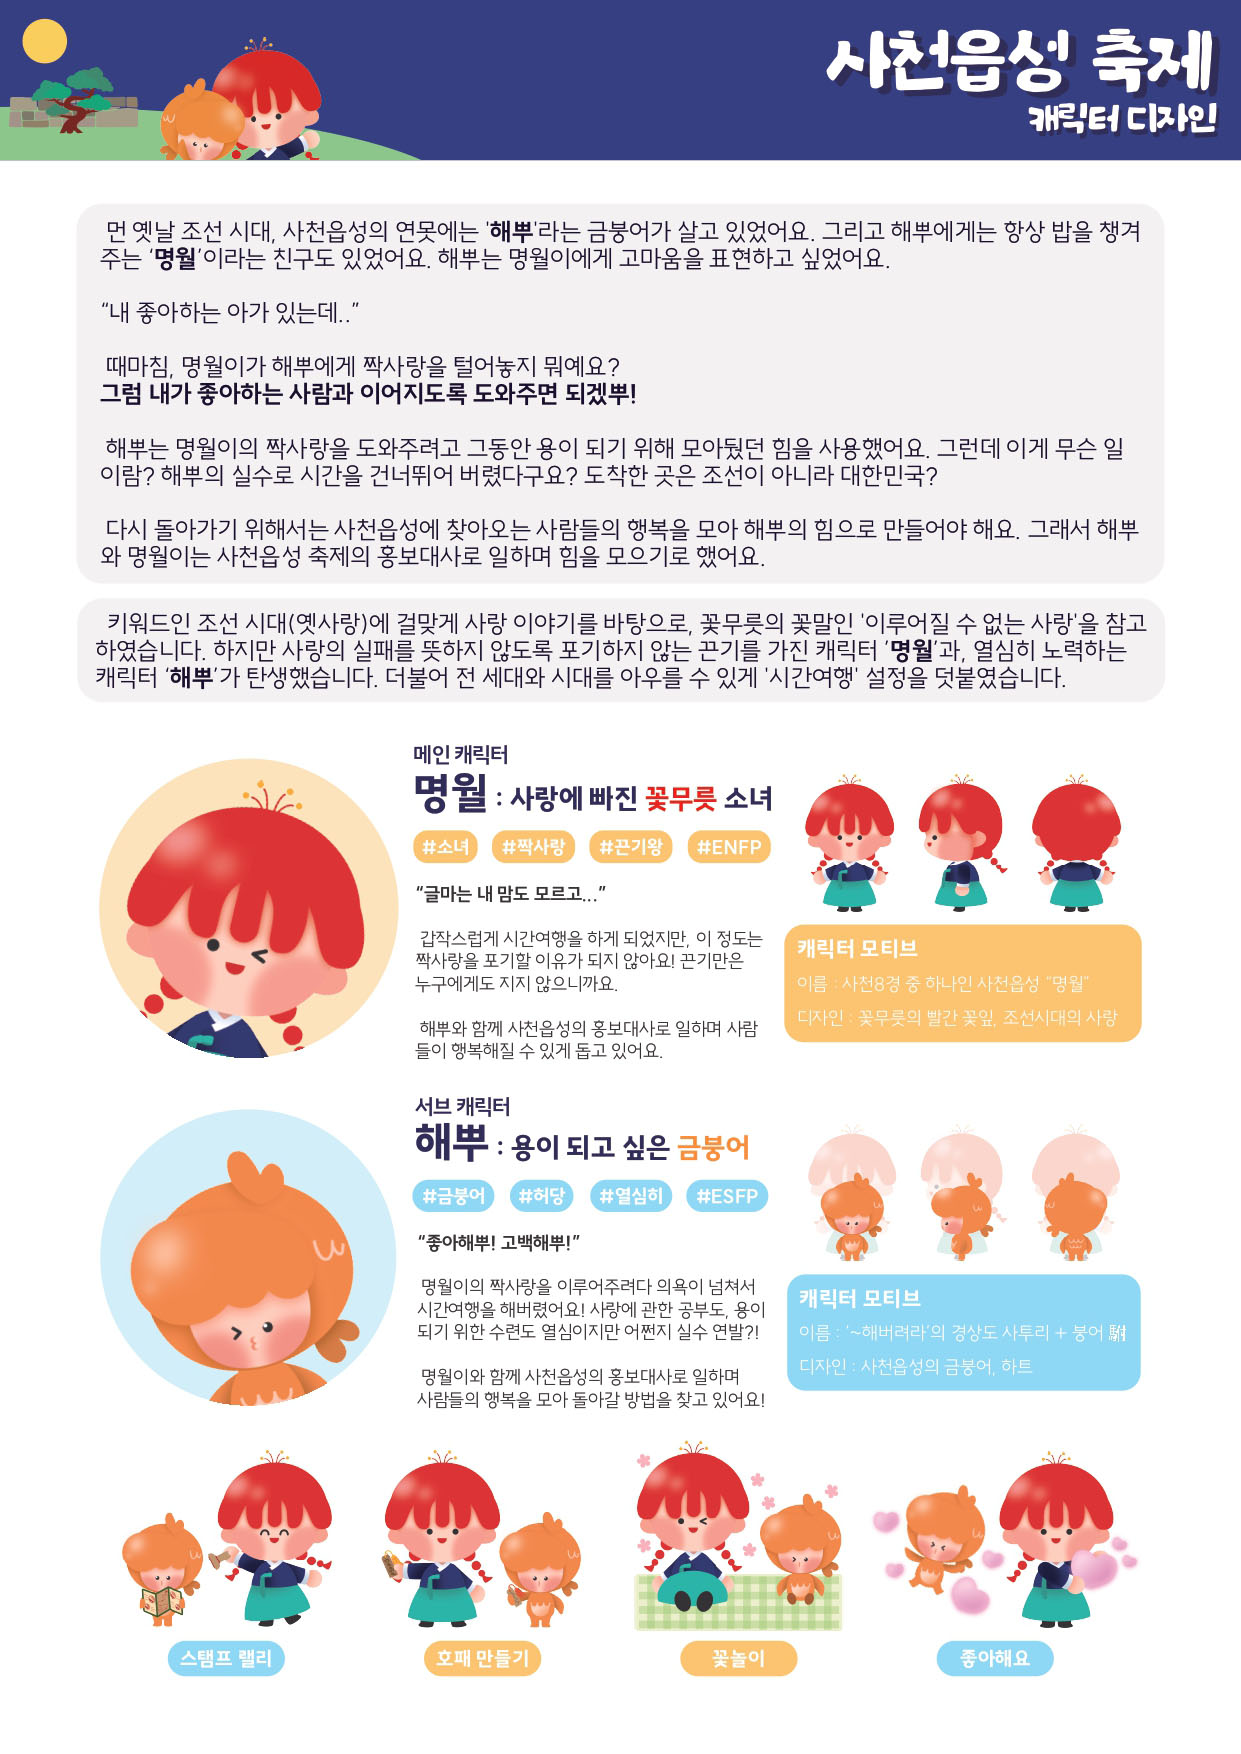 사천읍성 축제
캐릭터 디자인
먼 옛날 조선 시대, 사천읍성의 연못에는 '해뿌'라는 금붕어가 살고 있었어요. 그리고 해뿌에게는 항상 밥을 챙겨
주는 ‘명월’이라는 친구도 있었어요. 해뿌는 명월이에게 고마움을 표현하고 싶었어요.
“내 좋아하는 아가 있는데..”
때마침, 명월이가 해뿌에게 짝사랑을 털어놓지 뭐예요?
그럼 내가 좋아하는 사람과 이어지도록 도와주면 되겠뿌!
해뿌는 명월이의 짝사랑을 도와주려고 그동안 용이 되기 위해 모아뒀던 힘을 사용했어요. 그런데 이게 무슨 일
이람? 해뿌의 실수로 시간을 건너뛰어 버렸다구요? 도착한 곳은 조선이 아니라 대한민국?
다시 돌아가기 위해서는 사천읍성에 찾아오는 사람들의 행복을 모아 해뿌의 힘으로 만들어야 해요. 그래서 해뿌
와 명월이는 사천읍성 축제의 홍보대사로 일하며 힘을 모으기로 했어요.
키워드인 조선 시대(옛사랑)에 걸맞게 사랑 이야기를 바탕으로, 꽃무릇의 꽃말인 '이루어질 수 없는 사랑'을 참고
하였습니다. 하지만 사랑의 실패를 뜻하지 않도록 포기하지 않는 끈기를 가진 캐릭터 ‘명월’과, 열심히 노력하는
캐릭터 ‘해뿌’가 탄생했습니다. 더불어 전 세대와 시대를 아우를 수 있게 '시간여행' 설정을 덧붙였습니다.
메인 캐릭터
명월 : 사랑에 빠진 꽃무릇 소녀
#소녀 #짝사랑 #끈기왕 #ENFP
“글마는 내 맘도 모르고...”
갑작스럽게 시간여행을 하게 되었지만, 이 정도는
짝사랑을 포기할 이유가 되지 않아요! 끈기만은
누구에게도 지지 않으니까요.
해뿌와 함께 사천읍성의 홍보대사로 일하며 사람
들이 행복해질 수 있게 돕고 있어요.
캐릭터 모티브
이름 : 사천8경 중 하나인 사천읍성 “명월”
디자인 : 꽃무릇의 빨간 꽃잎, 조선시대의 사랑
서브 캐릭터
해뿌 : 용이 되고 싶은 금붕어
#금붕어 #허당 #열심히 #ESFP
“좋아해뿌! 고백해뿌!”
명월이의 짝사랑을 이루어주려다 의욕이 넘쳐서
시간여행을 해버렸어요! 사랑에 관한 공부도, 용이
되기 위한 수련도 열심이지만 어쩐지 실수 연발?!
명월이와 함께 사천읍성의 홍보대사로 일하며
사람들의 행복을 모아 돌아갈 방법을 찾고 있어요!
캐릭터 모티브
이름 : ‘~해버려라’의 경상도 사투리 + 붕어
디자인 : 사천읍성의 금붕어, 하트
스탬프 랠리
호패 만들기
꽃놀이
좋아해요